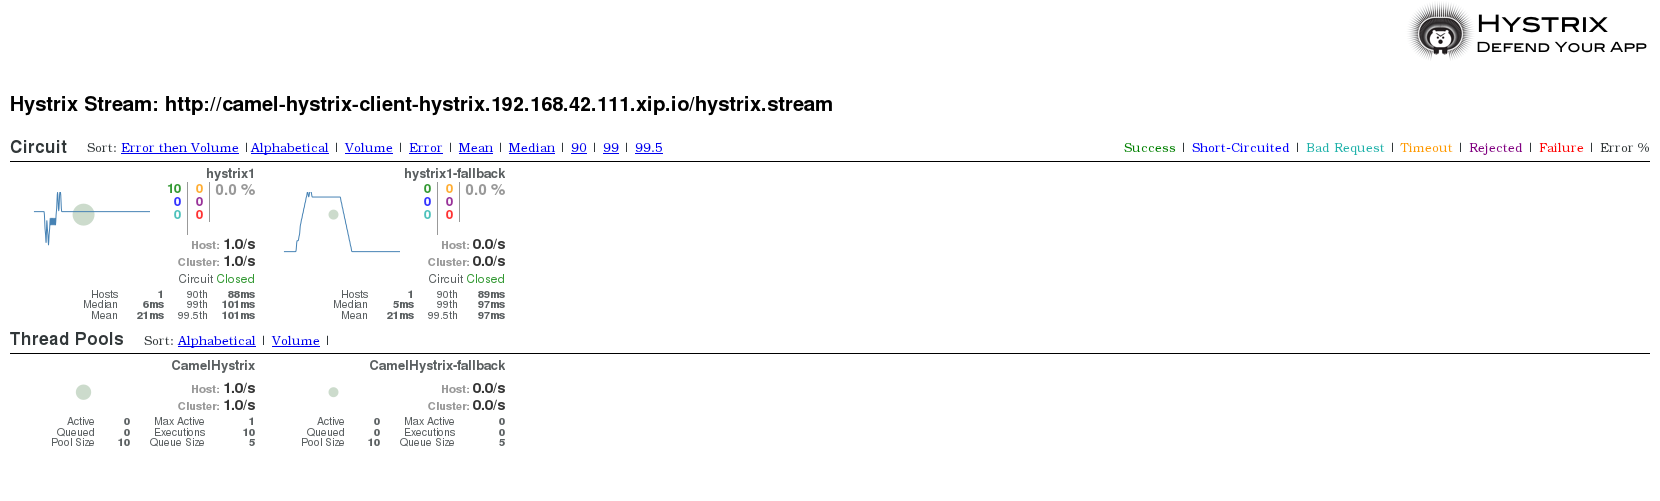 HYSTRIX
DEFEND YOUR APP
Hystrix Stream: http://camel-hystrix-client-hystrix.192.168.42.111.xip.io/hystrix.stream
Circuit Sort: Error then Volume | Alphabetical | Volume | Error | Mean | Median | 90 | 99 | 99.5 Success | Short-Circuited | Bad Request | Timeout | Rejected | Failure | Error %
hystrix1 hystrix1-fallback
10 0 0.0 % 0 0 0.0 %
0 0 0 0
0 0 0 0
Host: 1.0/s Host: 0.0/s
Cluster: 1.0/s Cluster: 0.0/s
Circuit Closed Circuit Closed
Hosts 1 90th 88ms Hosts 1 90th 89ms
Median 6ms 99th 101ms Median 5ms 99th 97ms
Mean 21ms 99.5th 101ms Mean 21ms 99.5th 97ms
Thread Pools Sort: Alphabetical | Volume |
CamelHystrix CamelHystrix-fallback
Host: 1.0/s Host: 0.0/s
Cluster: 1.0/s Cluster: 0.0/s
Active 0 Max Active 1 Active 0 Max Active 0
Queued 0 Executions 10 Queued 0 Executions 0
Pool Size 10 Queue Size 5 Pool Size 10 Queue Size 5